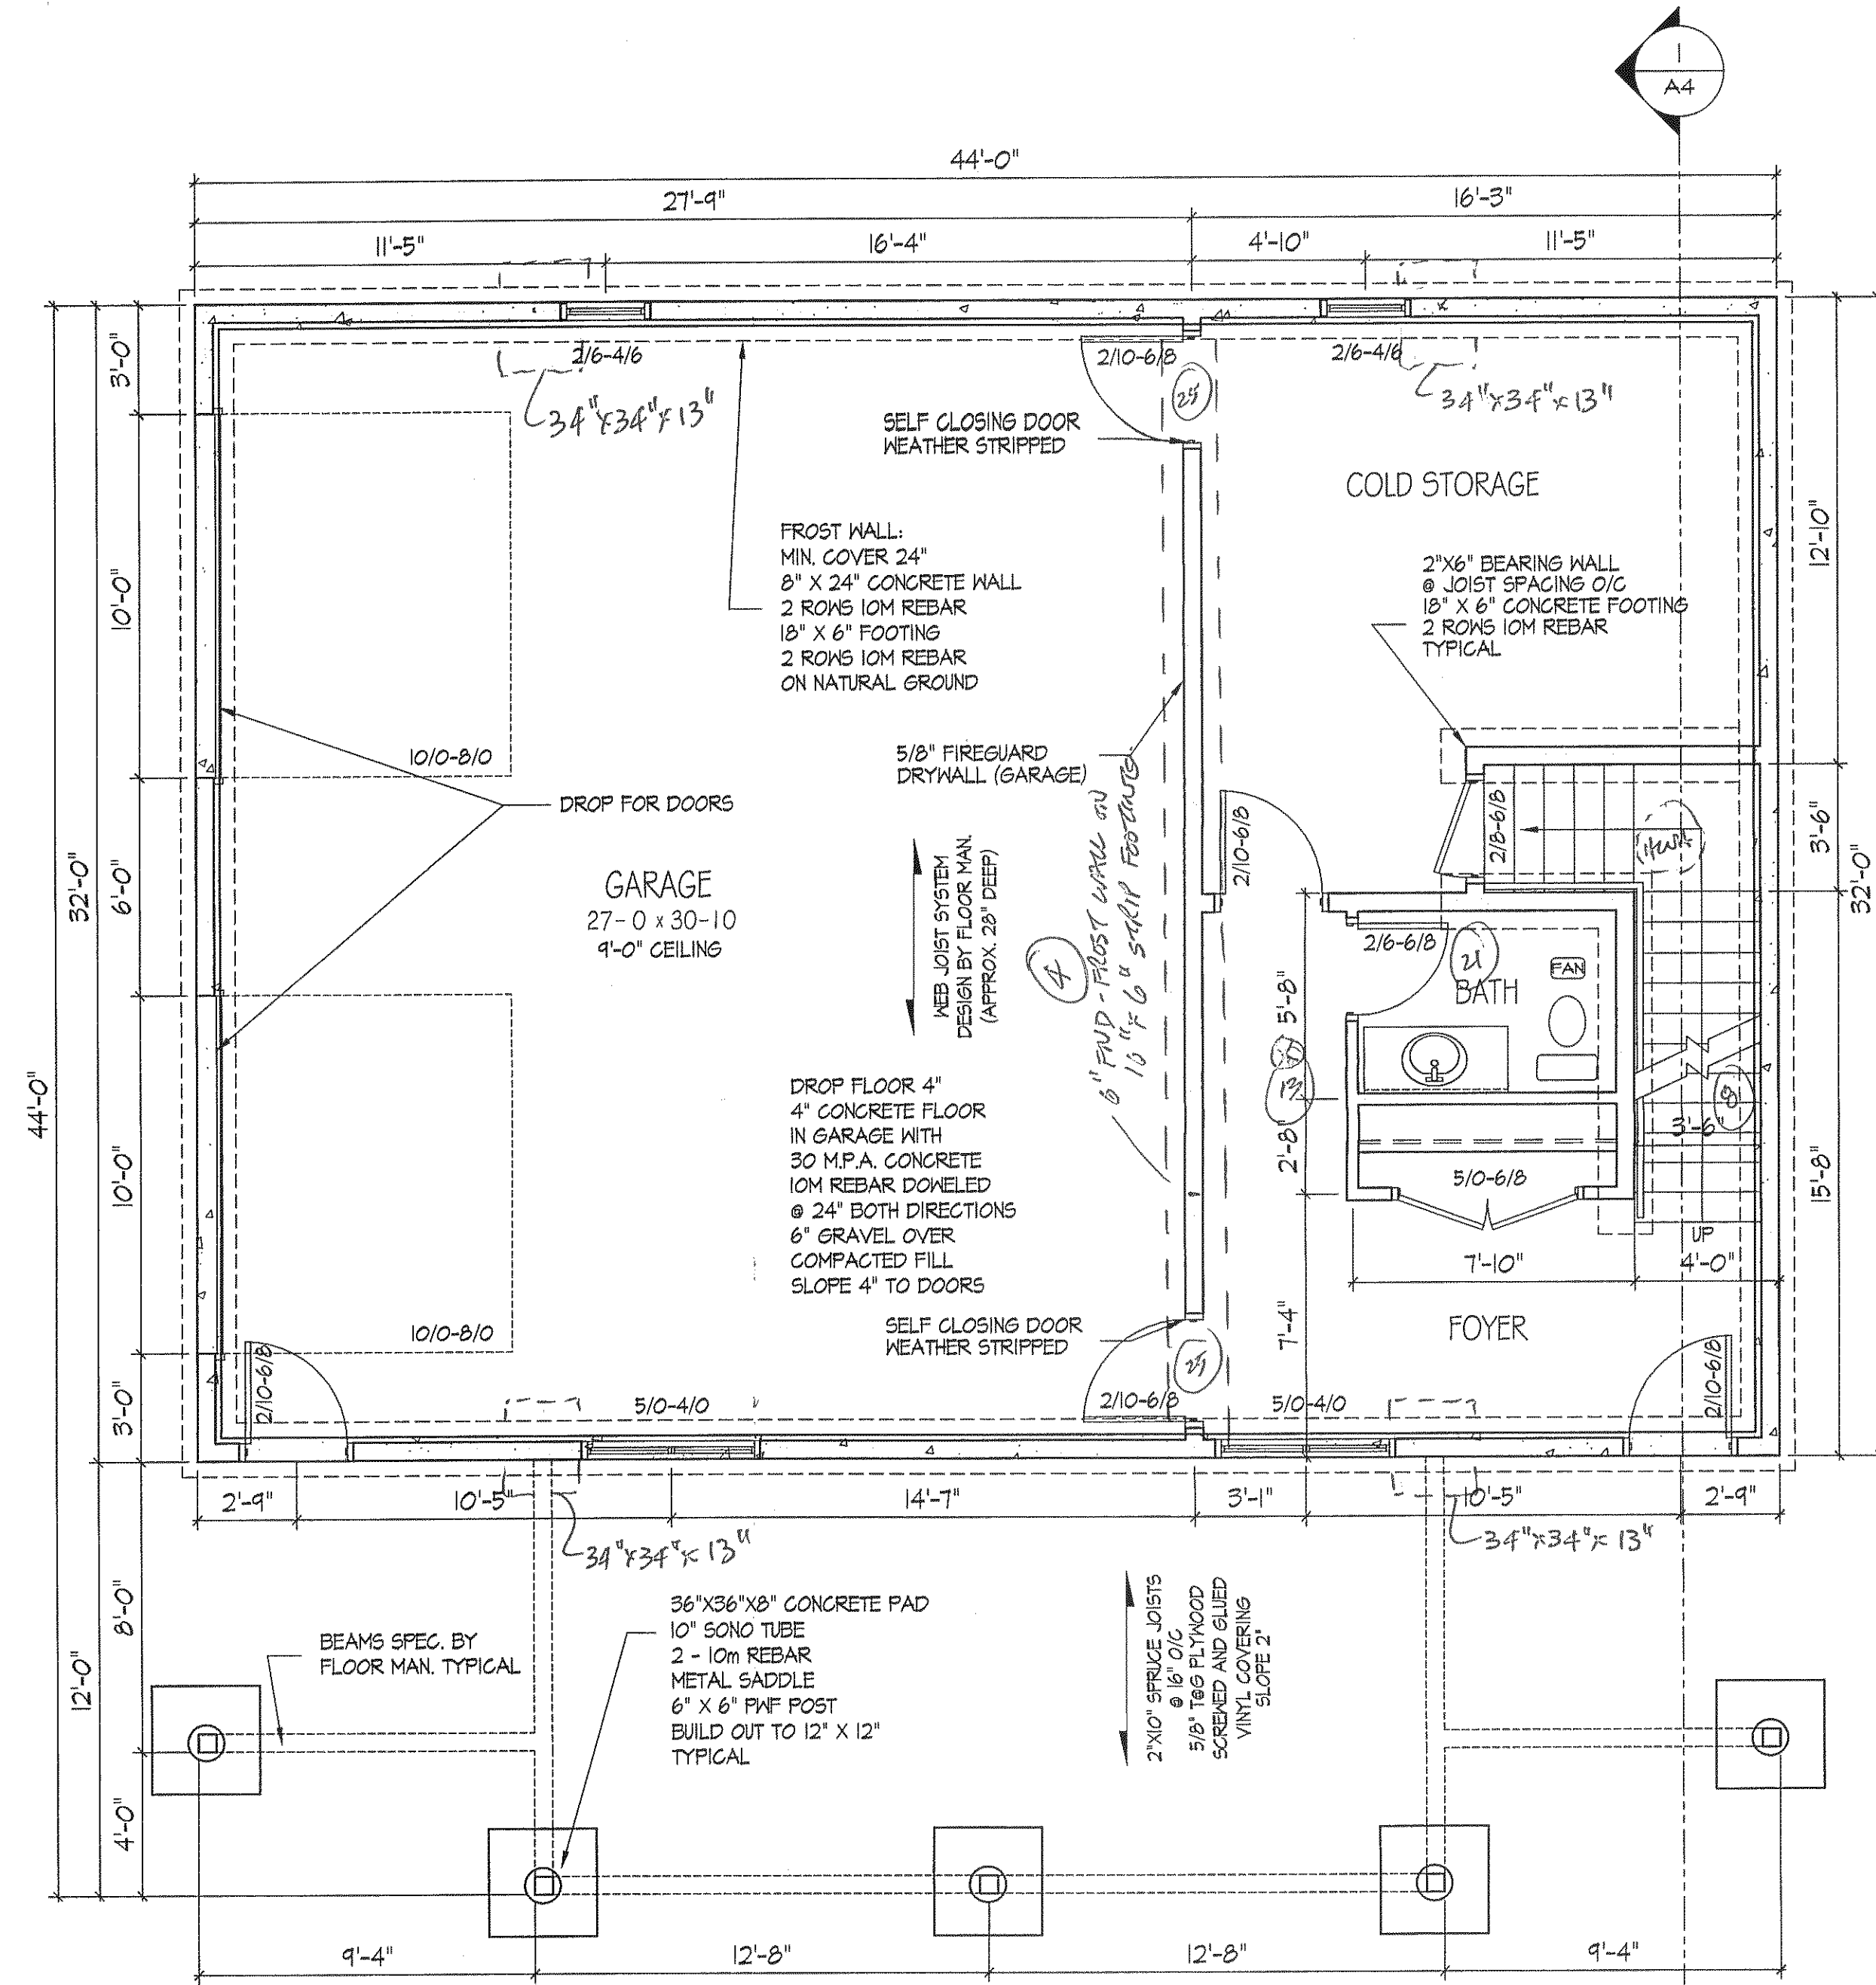 1
A4
44'-0"
27'-9"
16'-3"
11'-5"
16'-4"
4'-10"
11'-5"
3'-0"
10'-0"
6'-0"
10'-0"
3'-0"
32'-0"
44'-0"
12'-0"
8'-0"
4'-0"
12'-10"
3'-6"
32'-0"
15'-8"
2/6-4/6
34"x34"x13"
2/10-6/8
25
2/6-4/6
34"x34"x13"
SELF CLOSING DOOR
WEATHER STRIPPED
COLD STORAGE
FROST WALL:
MIN. COVER 24"
8" X 24" CONCRETE WALL
2 ROWS 10M REBAR
18" X 6" FOOTING
2 ROWS 10M REBAR
ON NATURAL GROUND
2"X6" BEARING WALL
@ JOIST SPACING O/C
18" X 6" CONCRETE FOOTING
2 ROWS 10M REBAR
TYPICAL
10/0-8/0
5/8" FIREGUARD
DRYWALL (GARAGE)
DROP FOR DOORS
2/10-6/8
2/8-6/8
GARAGE
27-0 x 30-10
9'-0" CEILING
WEB JOIST SYSTEM
DESIGN BY FLOOR MAN.
(APPROX. 28" DEEP)
4
6" FND - FROST WALL ON
16" x 6" STRIP FOOTING
2/6-6/8
21
FAN
BATH
5'-8"
13
2'-8"
8
3'-6"
5/0-6/8
UP
7'-10"
4'-0"
DROP FLOOR 4"
4" CONCRETE FLOOR
IN GARAGE WITH
30 M.P.A. CONCRETE
10M REBAR DOWELED
@ 24" BOTH DIRECTIONS
6" GRAVEL OVER
COMPACTED FILL
SLOPE 4" TO DOORS
10/0-8/0
SELF CLOSING DOOR
WEATHER STRIPPED
25
7'-4"
FOYER
2/10-6/8
5/0-4/0
2/10-6/8
5/0-4/0
2/10-6/8
2'-9"
10'-5"
14'-7"
3'-1"
10'-5"
2'-9"
34"x34"x13"
34"x34"x13"
BEAMS SPEC. BY
FLOOR MAN. TYPICAL
36"X36"X8" CONCRETE PAD
10" SONO TUBE
2 - 10m REBAR
METAL SADDLE
6" X 6" PWF POST
BUILD OUT TO 12" X 12"
TYPICAL
2"X10" SPRUCE JOISTS
@ 16" O/C
5/8" T&G PLYWOOD
SCREWED AND GLUED
VINYL COVERING
SLOPE 2"
9'-4"
12'-8"
12'-8"
9'-4"